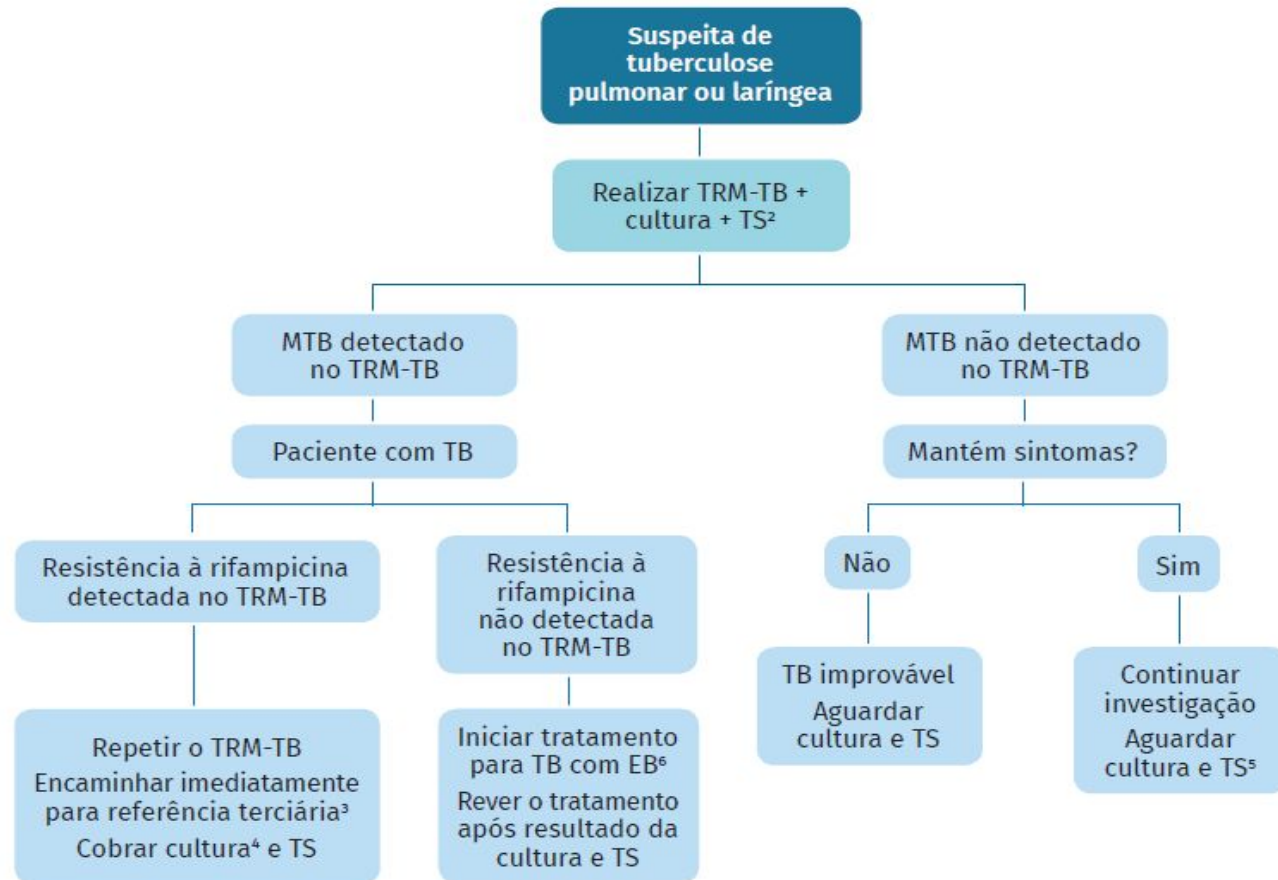 Suspeita de
tuberculose
pulmonar ou laríngea
Realizar TRM-TB +
cultura + TS²
MTB detectado
no TRM-TB
MTB não detectado
no TRM-TB
Paciente com TB
Mantém sintomas?
Resistência à rifampicina
detectada no TRM-TB
Resistência à
rifampicina
não detectada
no TRM-TB
Não
Sim
Repetir o TRM-TB
Encaminhar imediatamente
para referência terciária³
Cobrar cultura⁴ e TS
Iniciar tratamento
para TB com EB⁶
Rever o tratamento
após resultado da
cultura e TS
TB improvável
Aguardar
cultura e TS
Continuar
investigação
Aguardar
cultura e TS⁵